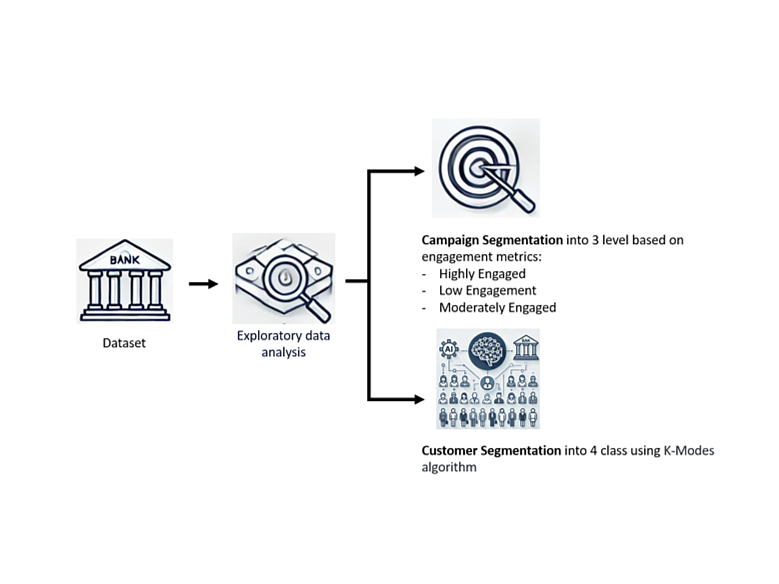 BANK
Dataset
Exploratory data
analysis
Campaign Segmentation into 3 level based on
engagement metrics:
- Highly Engaged
- Low Engagement
- Moderately Engaged
AI
BANK
Customer Segmentation into 4 class using K-Modes
algorithm